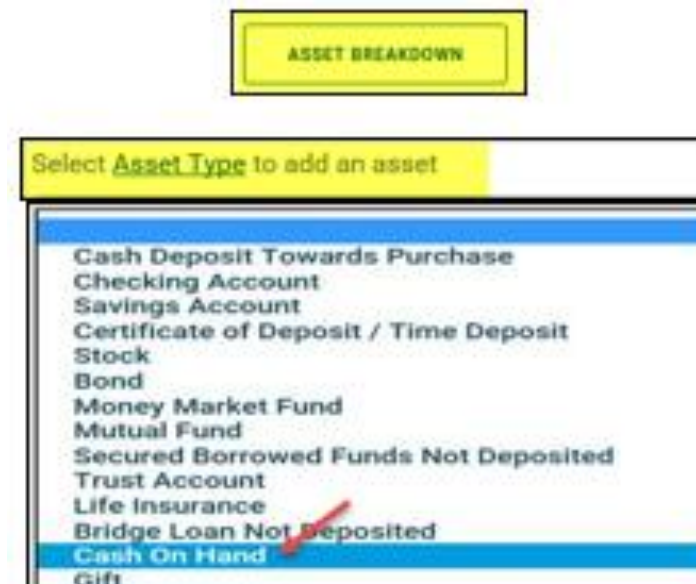 ASSET BREAKDOWN
Select Asset Type to add an asset
Cash Deposit Towards Purchase
Checking Account
Savings Account
Certificate of Deposit / Time Deposit
Stock
Bond
Money Market Fund
Mutual Fund
Secured Borrowed Funds Not Deposited
Trust Account
Life Insurance
Bridge Loan Not Deposited
Cash On Hand
Gift